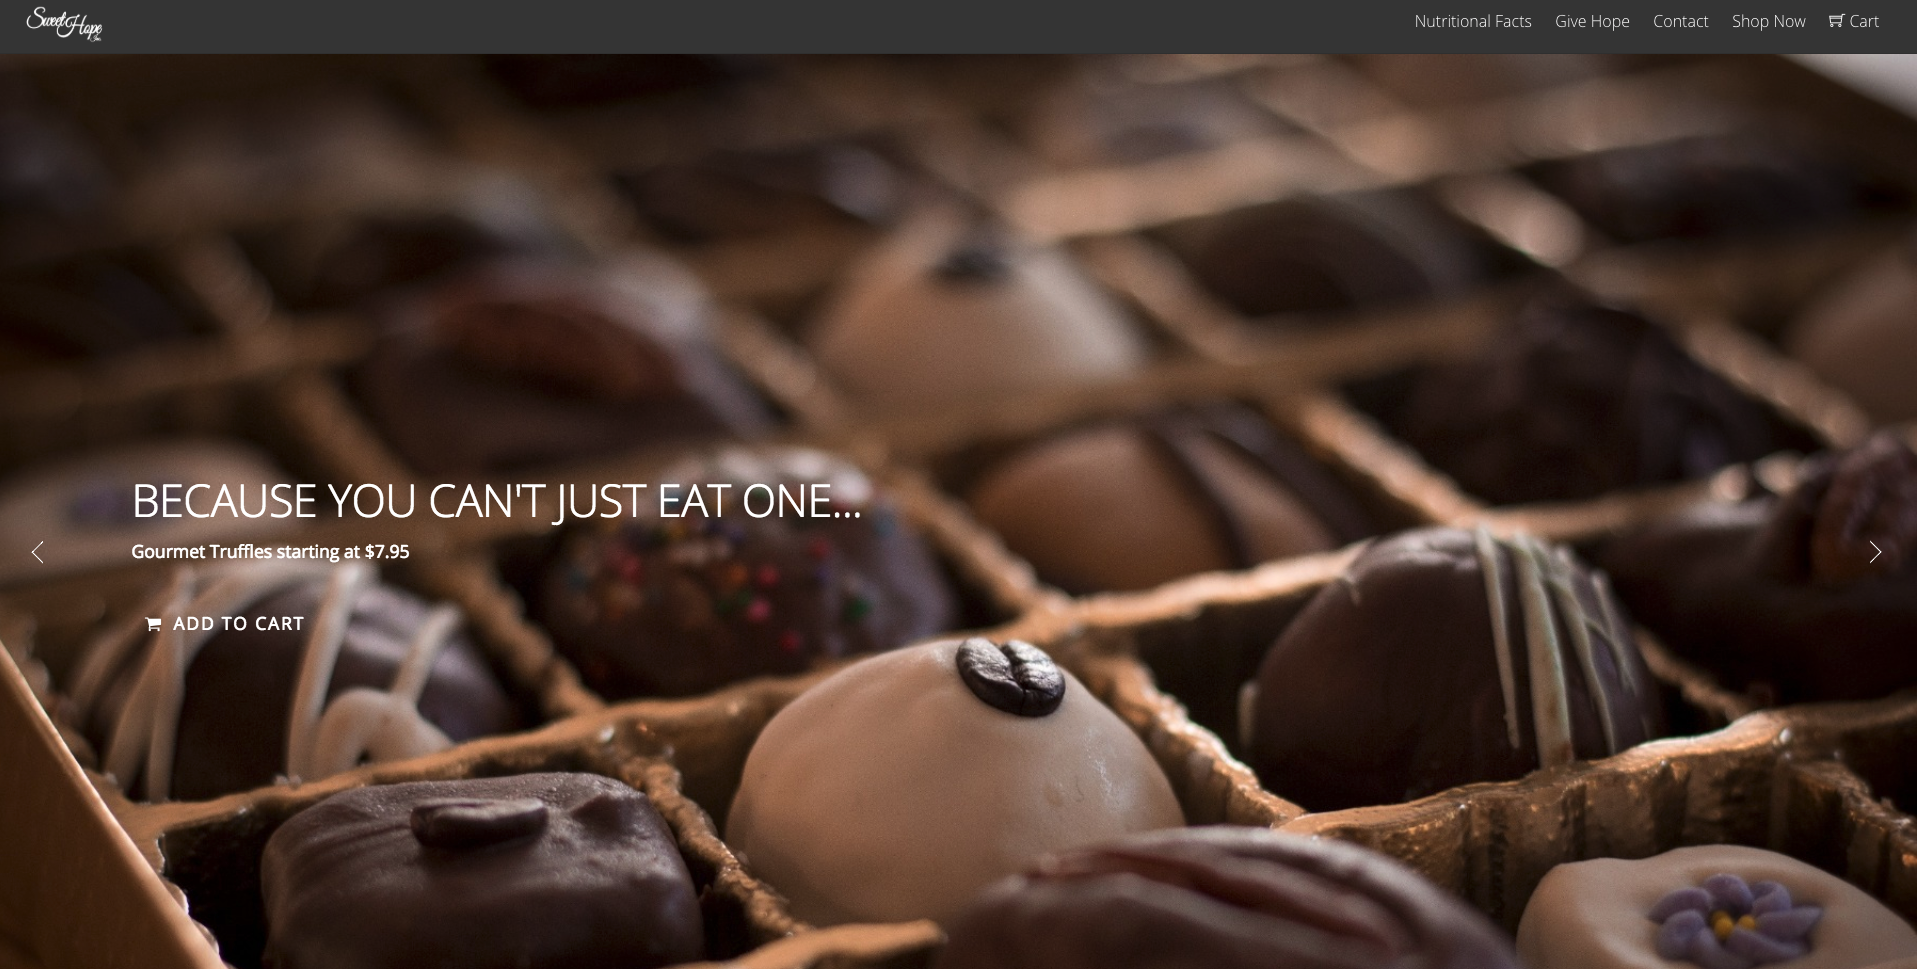 Sweet Hope
Nutritional Facts
Give Hope
Contact
Shop Now
Cart
BECAUSE YOU CAN'T JUST EAT ONE...
Gourmet Truffles starting at $7.95
ADD TO CART